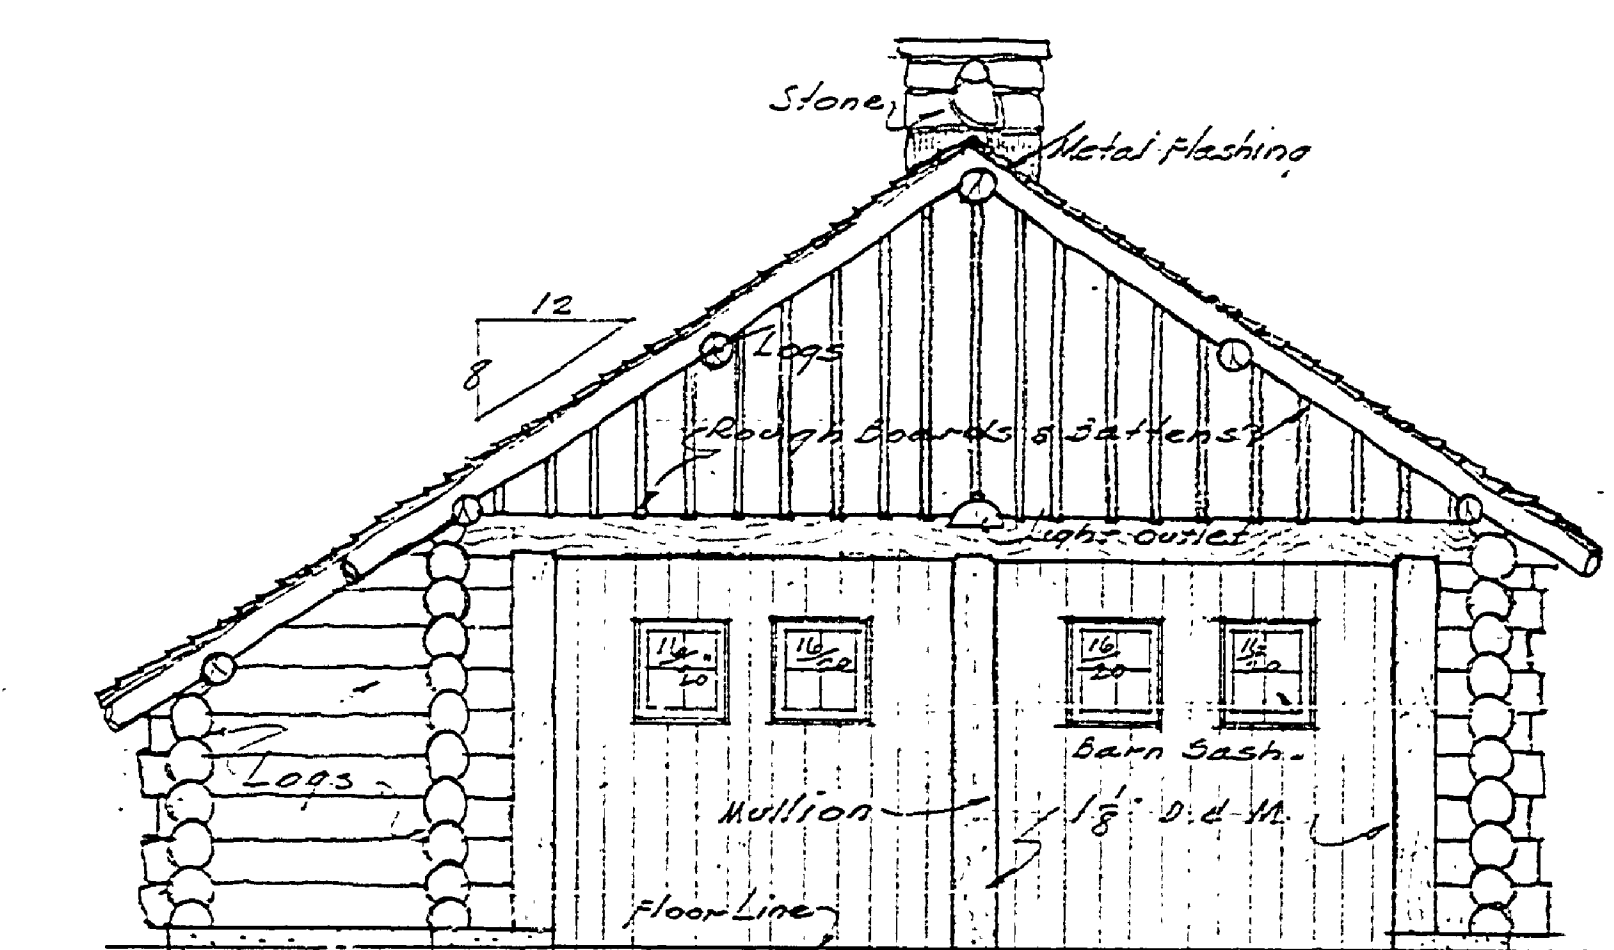 Stone
Metal Flashing
12
8
Logs
Rough Boards & Battens
Light Outlet
16
20
16
20
16
20
16
20
Barn Sash.
Logs
Mullion
1 1/8" D. & M.
Floor Line